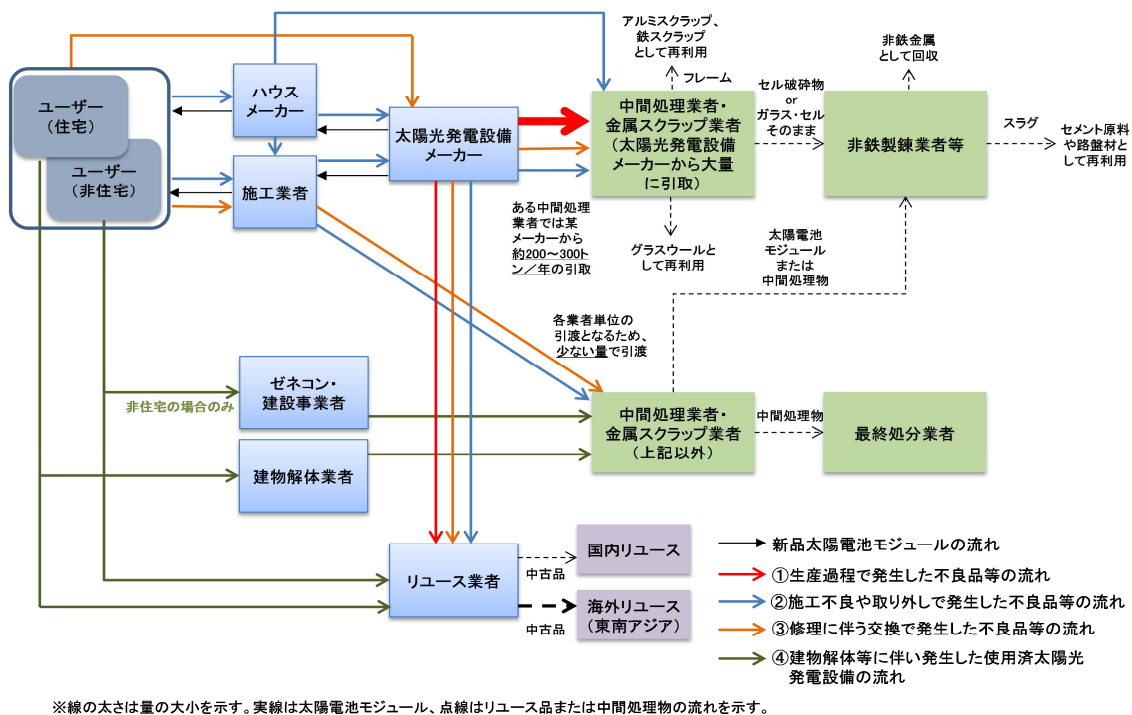 ユーザー
(住宅)
ユーザー
(非住宅)
ハウス
メーカー
施工業者
太陽光発電設備
メーカー
アルミスクラップ、
鉄スクラップ
として再利用
フレーム
中間処理業者・
金属スクラップ業者
(太陽光発電設備
メーカーから大量
に引取)
セル破砕物
or
ガラス・セル
そのまま
非鉄金属
として回収
非鉄製錬業者等
スラグ
セメント原料
や路盤材と
して再利用
ある中間処理
業者では某
メーカーから
約200～300ト
ン／年の引取
グラスウールと
して再利用
太陽電池
モジュール
または
中間処理物
各業者単位の
引渡となるため、
少ない量で引渡
ゼネコン・
建設事業者
非住宅の場合のみ
建物解体業者
中間処理業者・
金属スクラップ業者
(上記以外)
中間処理物
最終処分業者
リユース業者
中古品
国内リユース
中古品
海外リユース
(東南アジア)
新品太陽電池モジュールの流れ
①生産過程で発生した不良品等の流れ
②施工不良や取り外しで発生した不良品等の流れ
③修理に伴う交換で発生した不良品等の流れ
④建物解体等に伴い発生した使用済太陽光
発電設備の流れ
※線の太さは量の大小を示す。実線は太陽電池モジュール、点線はリユース品または中間処理物の流れを示す。